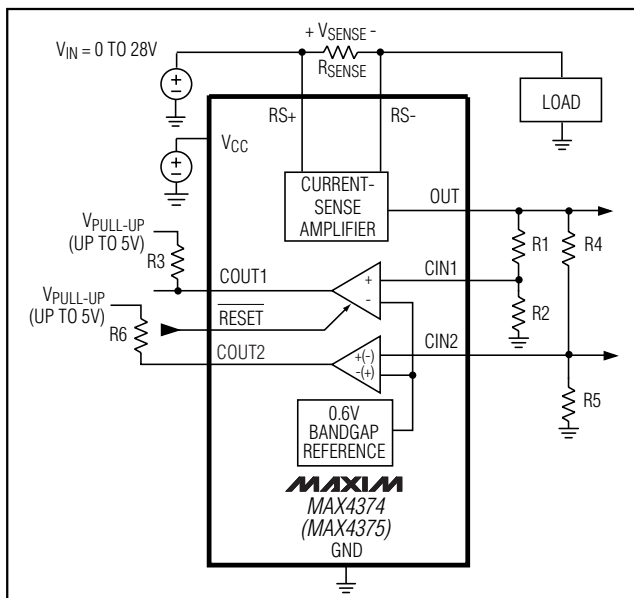 + VSENSE -
VIN = 0 TO 28V
RSENSE
RS+
RS-
LOAD
VCC
CURRENT-
SENSE
AMPLIFIER
OUT
VPULL-UP
(UP TO 5V)
R3
R1
R4
COUT1
+
-
CIN1
VPULL-UP
(UP TO 5V)
R6
RESET
R2
COUT2
+(-)
-(+)
CIN2
R5
0.6V
BANDGAP
REFERENCE
MAXIM
MAX4374
(MAX4375)
GND